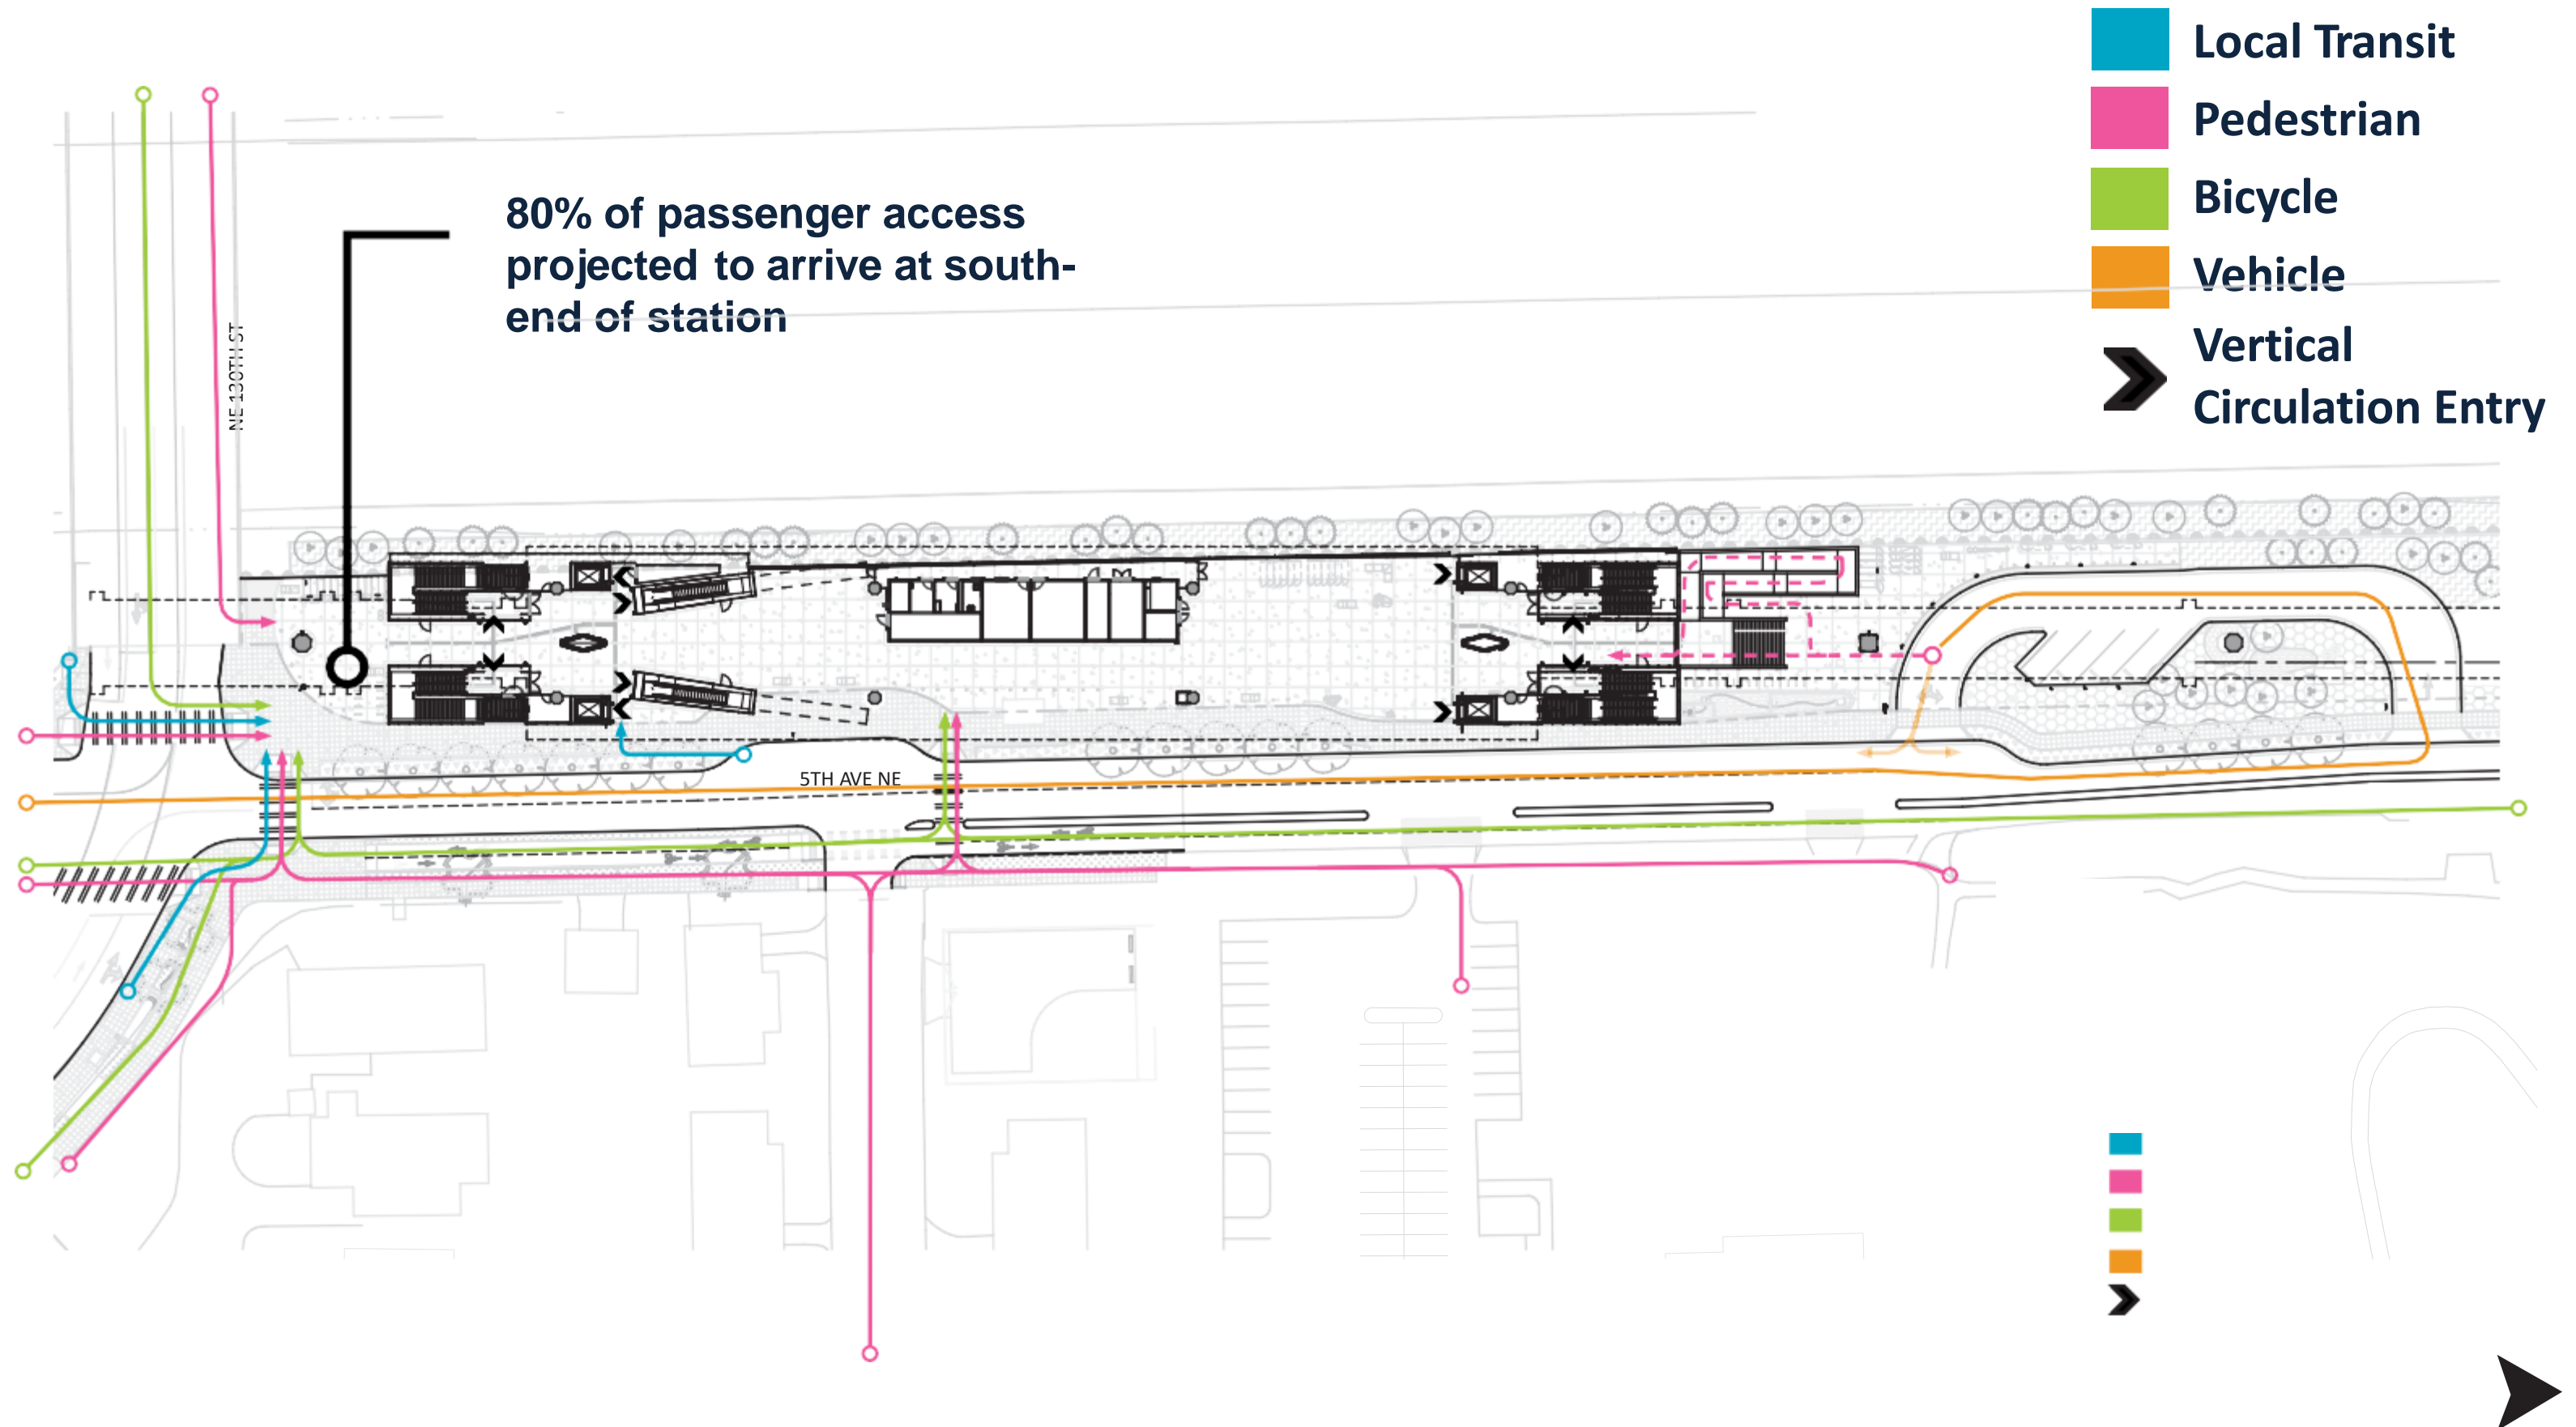 Local Transit
Pedestrian
Bicycle
Vehicle
Vertical
Circulation Entry
80% of passenger access
projected to arrive at south-
end of station
NE 130TH ST
5TH AVE NE